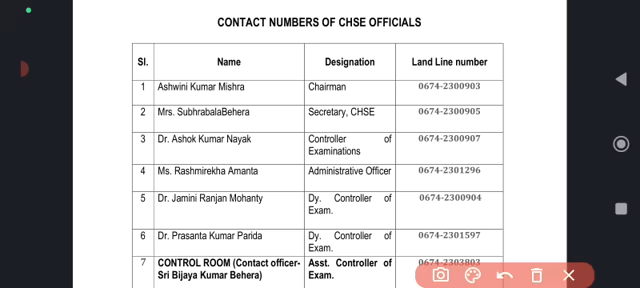 CONTACT NUMBERS OF CHSE OFFICIALS
Sl. Name Designation Land Line number
1 Ashwini Kumar Mishra Chairman 0674-2300903
2 Mrs. SubhrabalaBehera Secretary, CHSE 0674-2300905
3 Dr. Ashok Kumar Nayak Controller of 0674-2300907
Examinations
4 Ms. Rashmirekha Amanta Administrative Officer 0674-2301296
5 Dr. Jamini Ranjan Mohanty Dy. Controller of 0674-2300904
Exam.
6 Dr. Prasanta Kumar Parida Dy. Controller of 0674-2301597
Exam.
7 CONTROL ROOM (Contact officer- Asst. Controller of 0674-2303803
Sri Bijaya Kumar Behera) Exam.